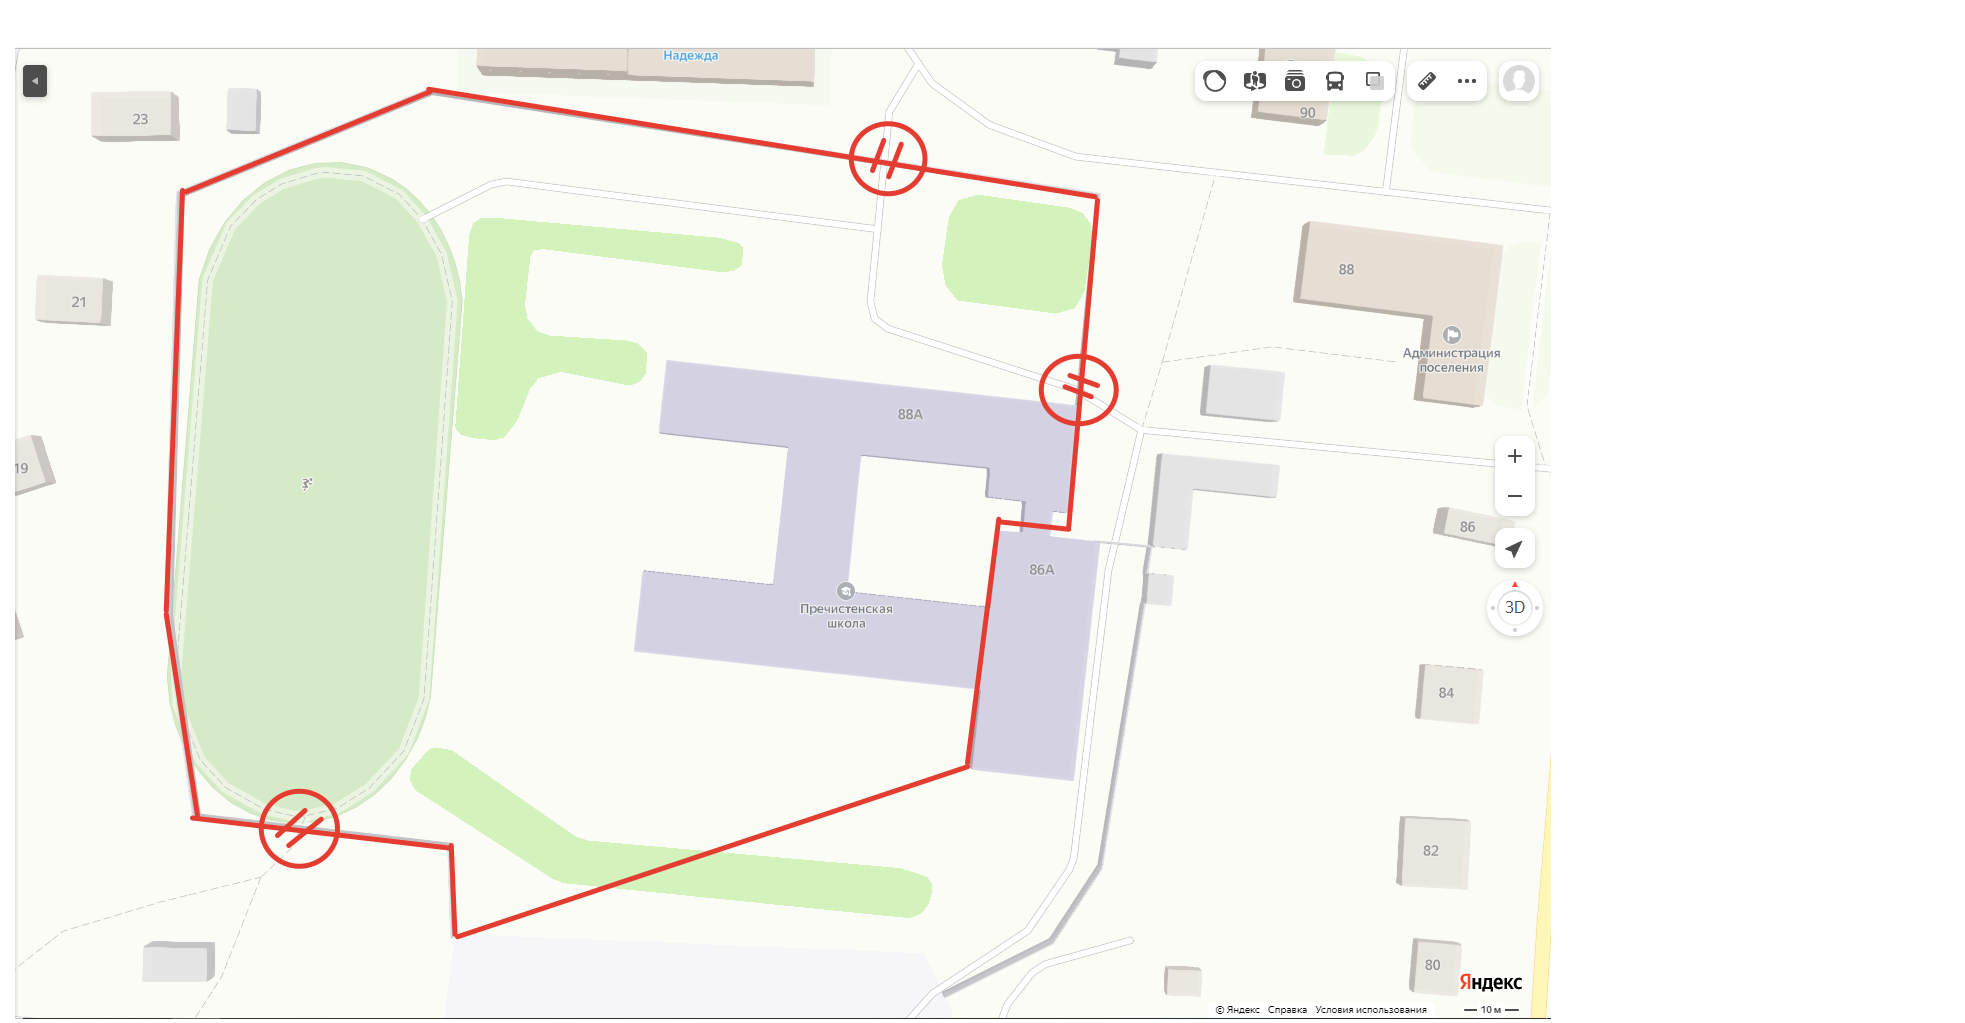 Надежда
23
90
88
21
Администрация
поселения
88А
19
86
86А
Пречистенская
школа
3D
84
82
80
Яндекс
© Яндекс Справка Условия использования
10 м